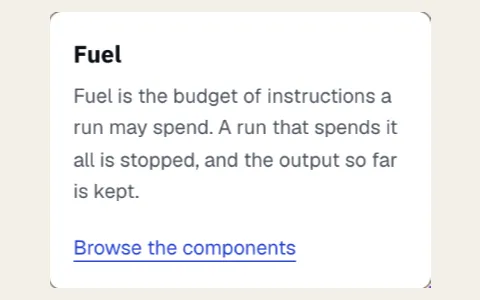 Fuel
Fuel is the budget of instructions a
run may spend. A run that spends it
all is stopped, and the output so far
is kept.
Browse the components